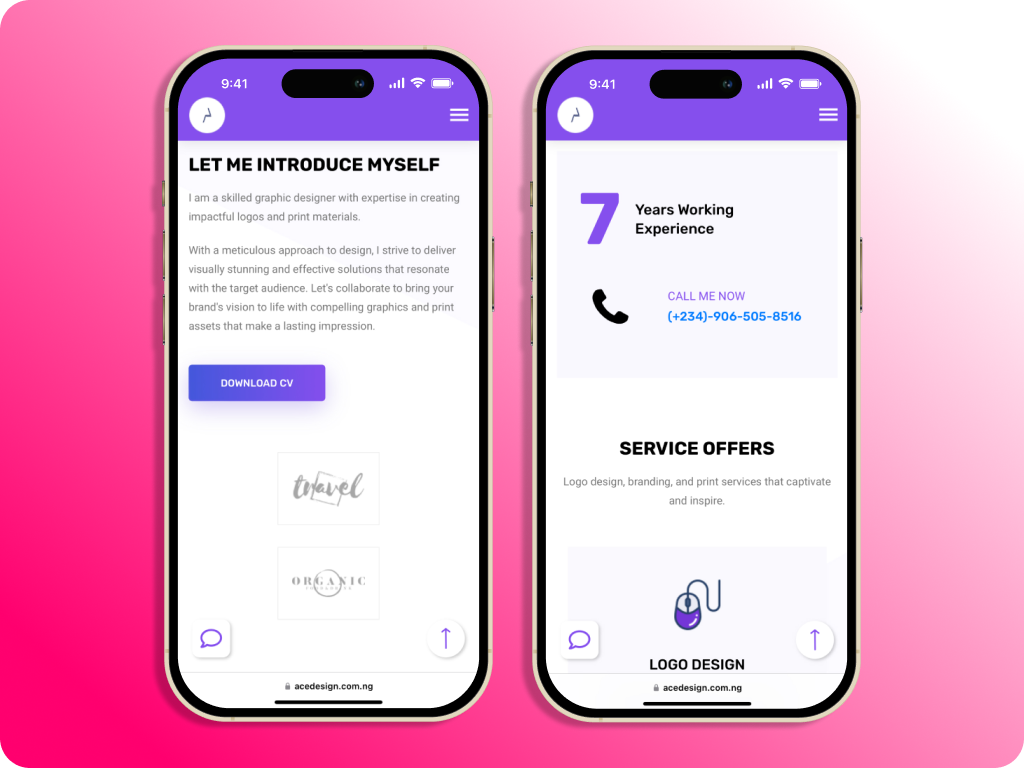 9:41
LET ME INTRODUCE MYSELF
I am a skilled graphic designer with expertise in creating
impactful logos and print materials.
With a meticulous approach to design, I strive to deliver
visually stunning and effective solutions that resonate
with the target audience. Let's collaborate to bring your
brand's vision to life with compelling graphics and print
assets that make a lasting impression.
DOWNLOAD CV
travel
ORGANIC
acedesign.com.ng
9:41
7
Years Working
Experience
CALL ME NOW
(+234)-906-505-8516
SERVICE OFFERS
Logo design, branding, and print services that captivate
and inspire.
LOGO DESIGN
acedesign.com.ng